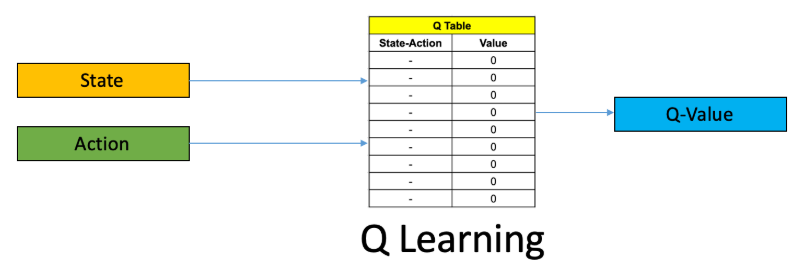 Q Table
State-Action Value
- 0
- 0
- 0
- 0
- 0
- 0
- 0
- 0
- 0
State
Action
Q-Value
Q Learning